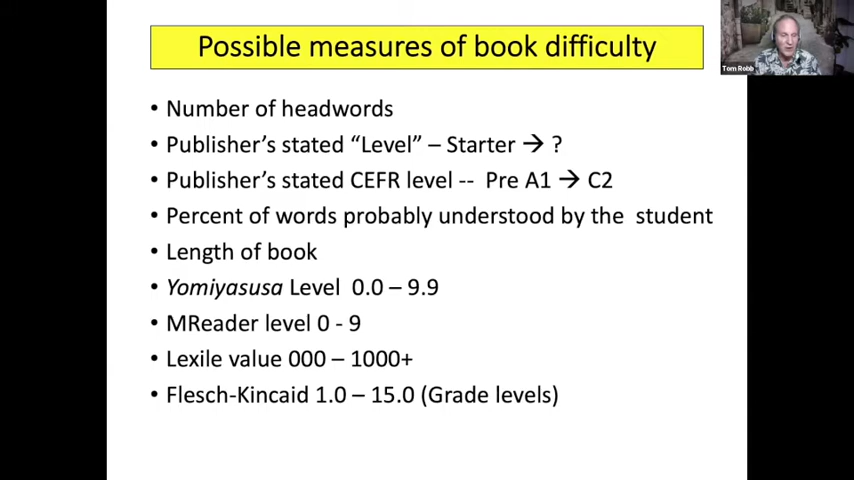 Possible measures of book difficulty
Tom Robb
• Number of headwords
• Publisher's stated "Level" – Starter → ?
• Publisher's stated CEFR level -- Pre A1 → C2
• Percent of words probably understood by the student
• Length of book
• Yomiyasusa Level 0.0 – 9.9
• MReader level 0 - 9
• Lexile value 000 – 1000+
• Flesch-Kincaid 1.0 – 15.0 (Grade levels)